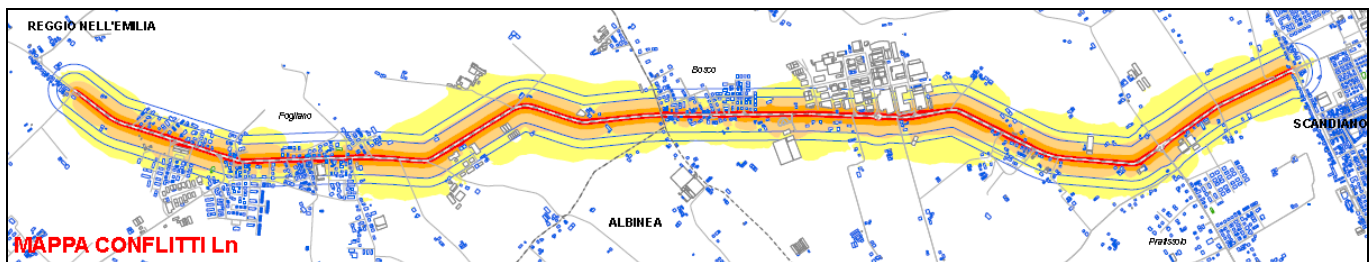 REGGIO NELL'EMILIA
Bosco
Fogliano
SCANDIANO
ALBINEA
Pratissolo
MAPPA CONFLITTI Ln